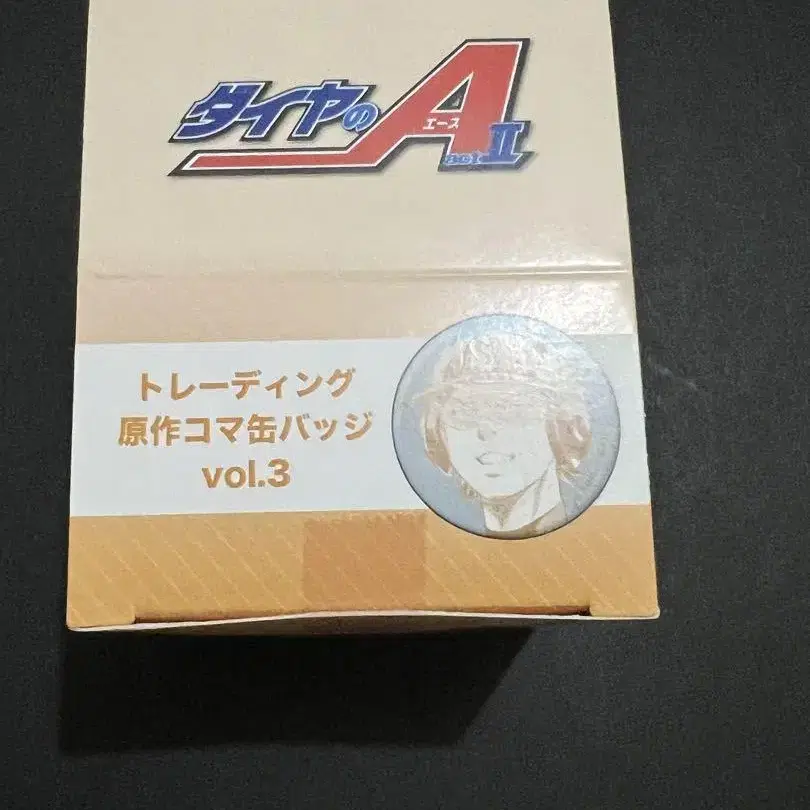 ダイヤのA
エース
act II
トレーディング
原作コマ缶バッジ
vol.3